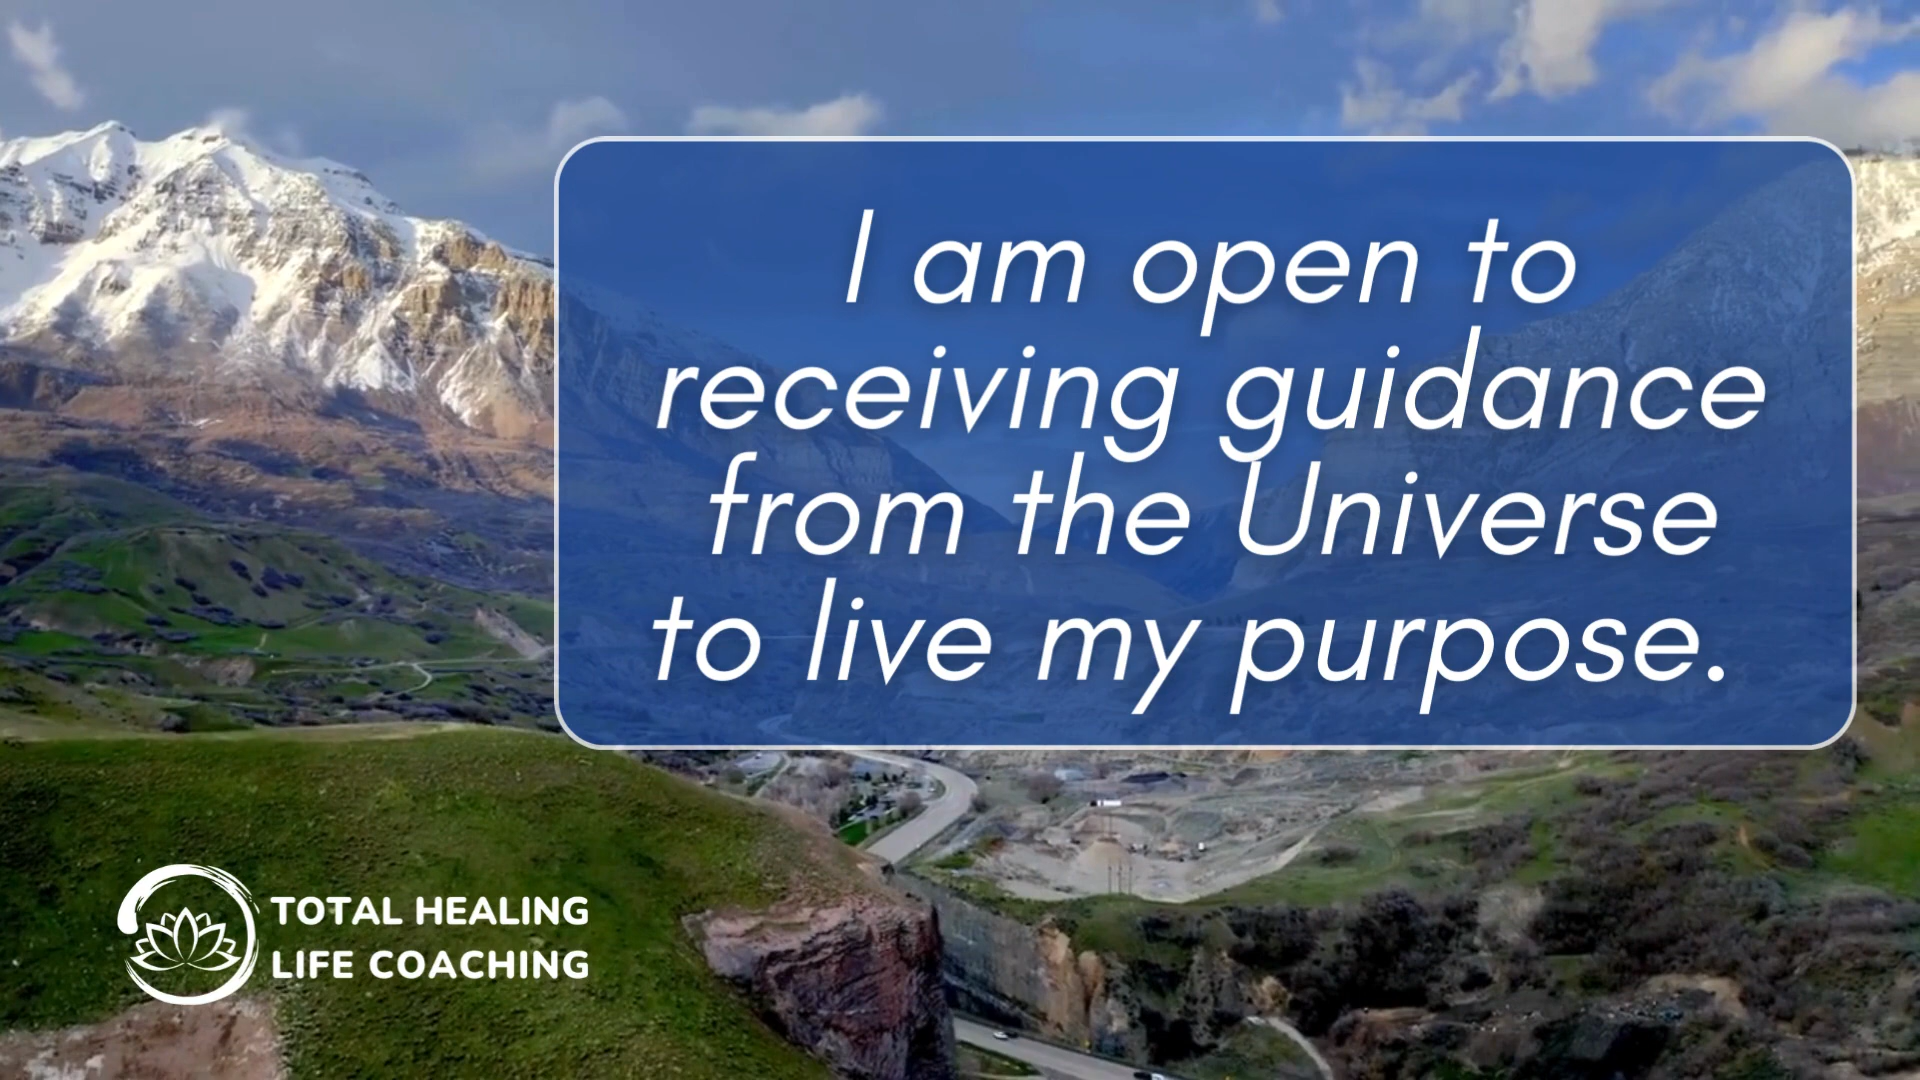 I am open to
receiving guidance
from the Universe
to live my purpose.
TOTAL HEALING
LIFE COACHING